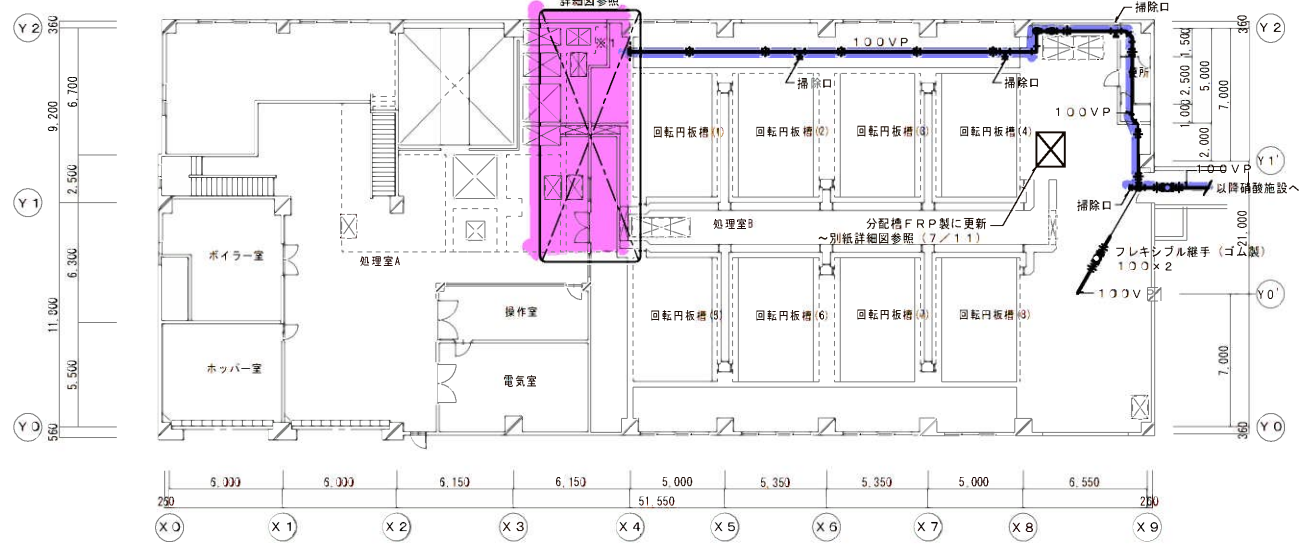 詳細図参照
掃除口
Y2
360
360
Y2
※1
100VP
掃除口
掃除口
便所
1,500
2,500
5,000
7,000
1,000
2,000
6,700
9,200
2,500
100VP
回転円板槽(1)
回転円板槽(2)
回転円板槽(3)
回転円板槽(4)
Y1'
100VP
以降硝酸施設へ
Y1
掃除口
処理室B
分配槽FRP製に更新
~別紙詳細図参照(7/11)
21,000
処理室A
ボイラー室
フレキシブル継手(ゴム製)
100×2
6,300
11,800
5,500
100V
Y0'
操作室
回転円板槽(5)
回転円板槽(6)
回転円板槽(7)
回転円板槽(8)
ホッパー室
電気室
7,000
Y0
560
360
Y0
6,000
6,000
6,150
6,150
5,000
5,350
5,350
5,000
6,550
250
51,550
260
X0
X1
X2
X3
X4
X5
X6
X7
X8
X9